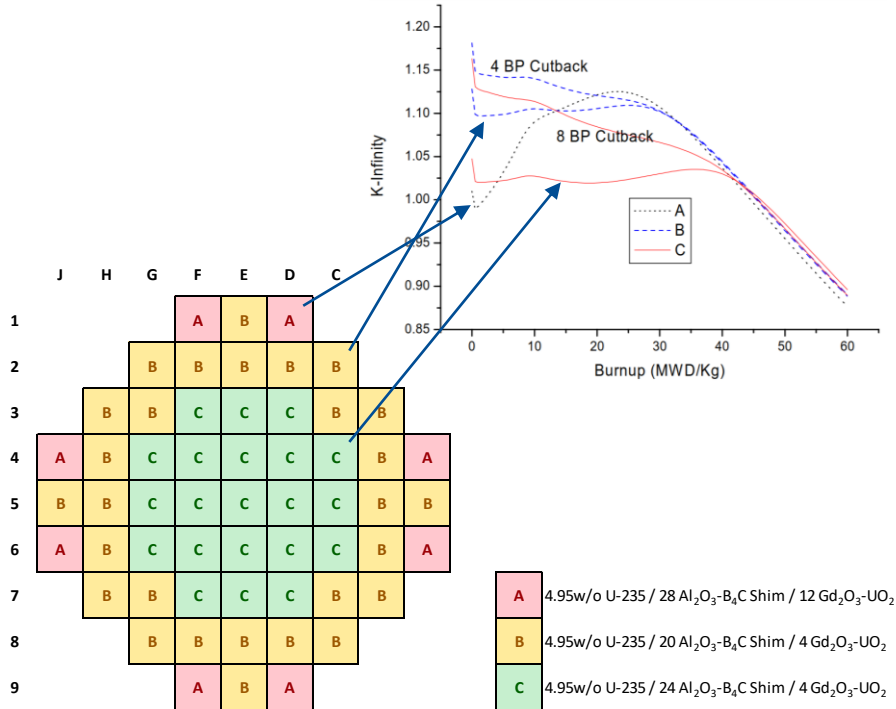 1.20
1.15
1.10
1.05
1.00
0.95
0.90
0.85
K-Infinity
4 BP Cutback
8 BP Cutback
A
B
C
0 10 20 30 40 50 60
Burnup (MWD/Kg)
J H G F E D C
1 A B A
2 B B B B B
3 B B C C C B B
4 A B C C C C C B A
5 B B C C C C C B B
6 A B C C C C C B A
7 B B C C C B B
8 B B B B B
9 A B A
A 4.95w/o U-235 / 28 Al₂O₃-B₄C Shim / 12 Gd₂O₃-UO₂
B 4.95w/o U-235 / 20 Al₂O₃-B₄C Shim / 4 Gd₂O₃-UO₂
C 4.95w/o U-235 / 24 Al₂O₃-B₄C Shim / 4 Gd₂O₃-UO₂